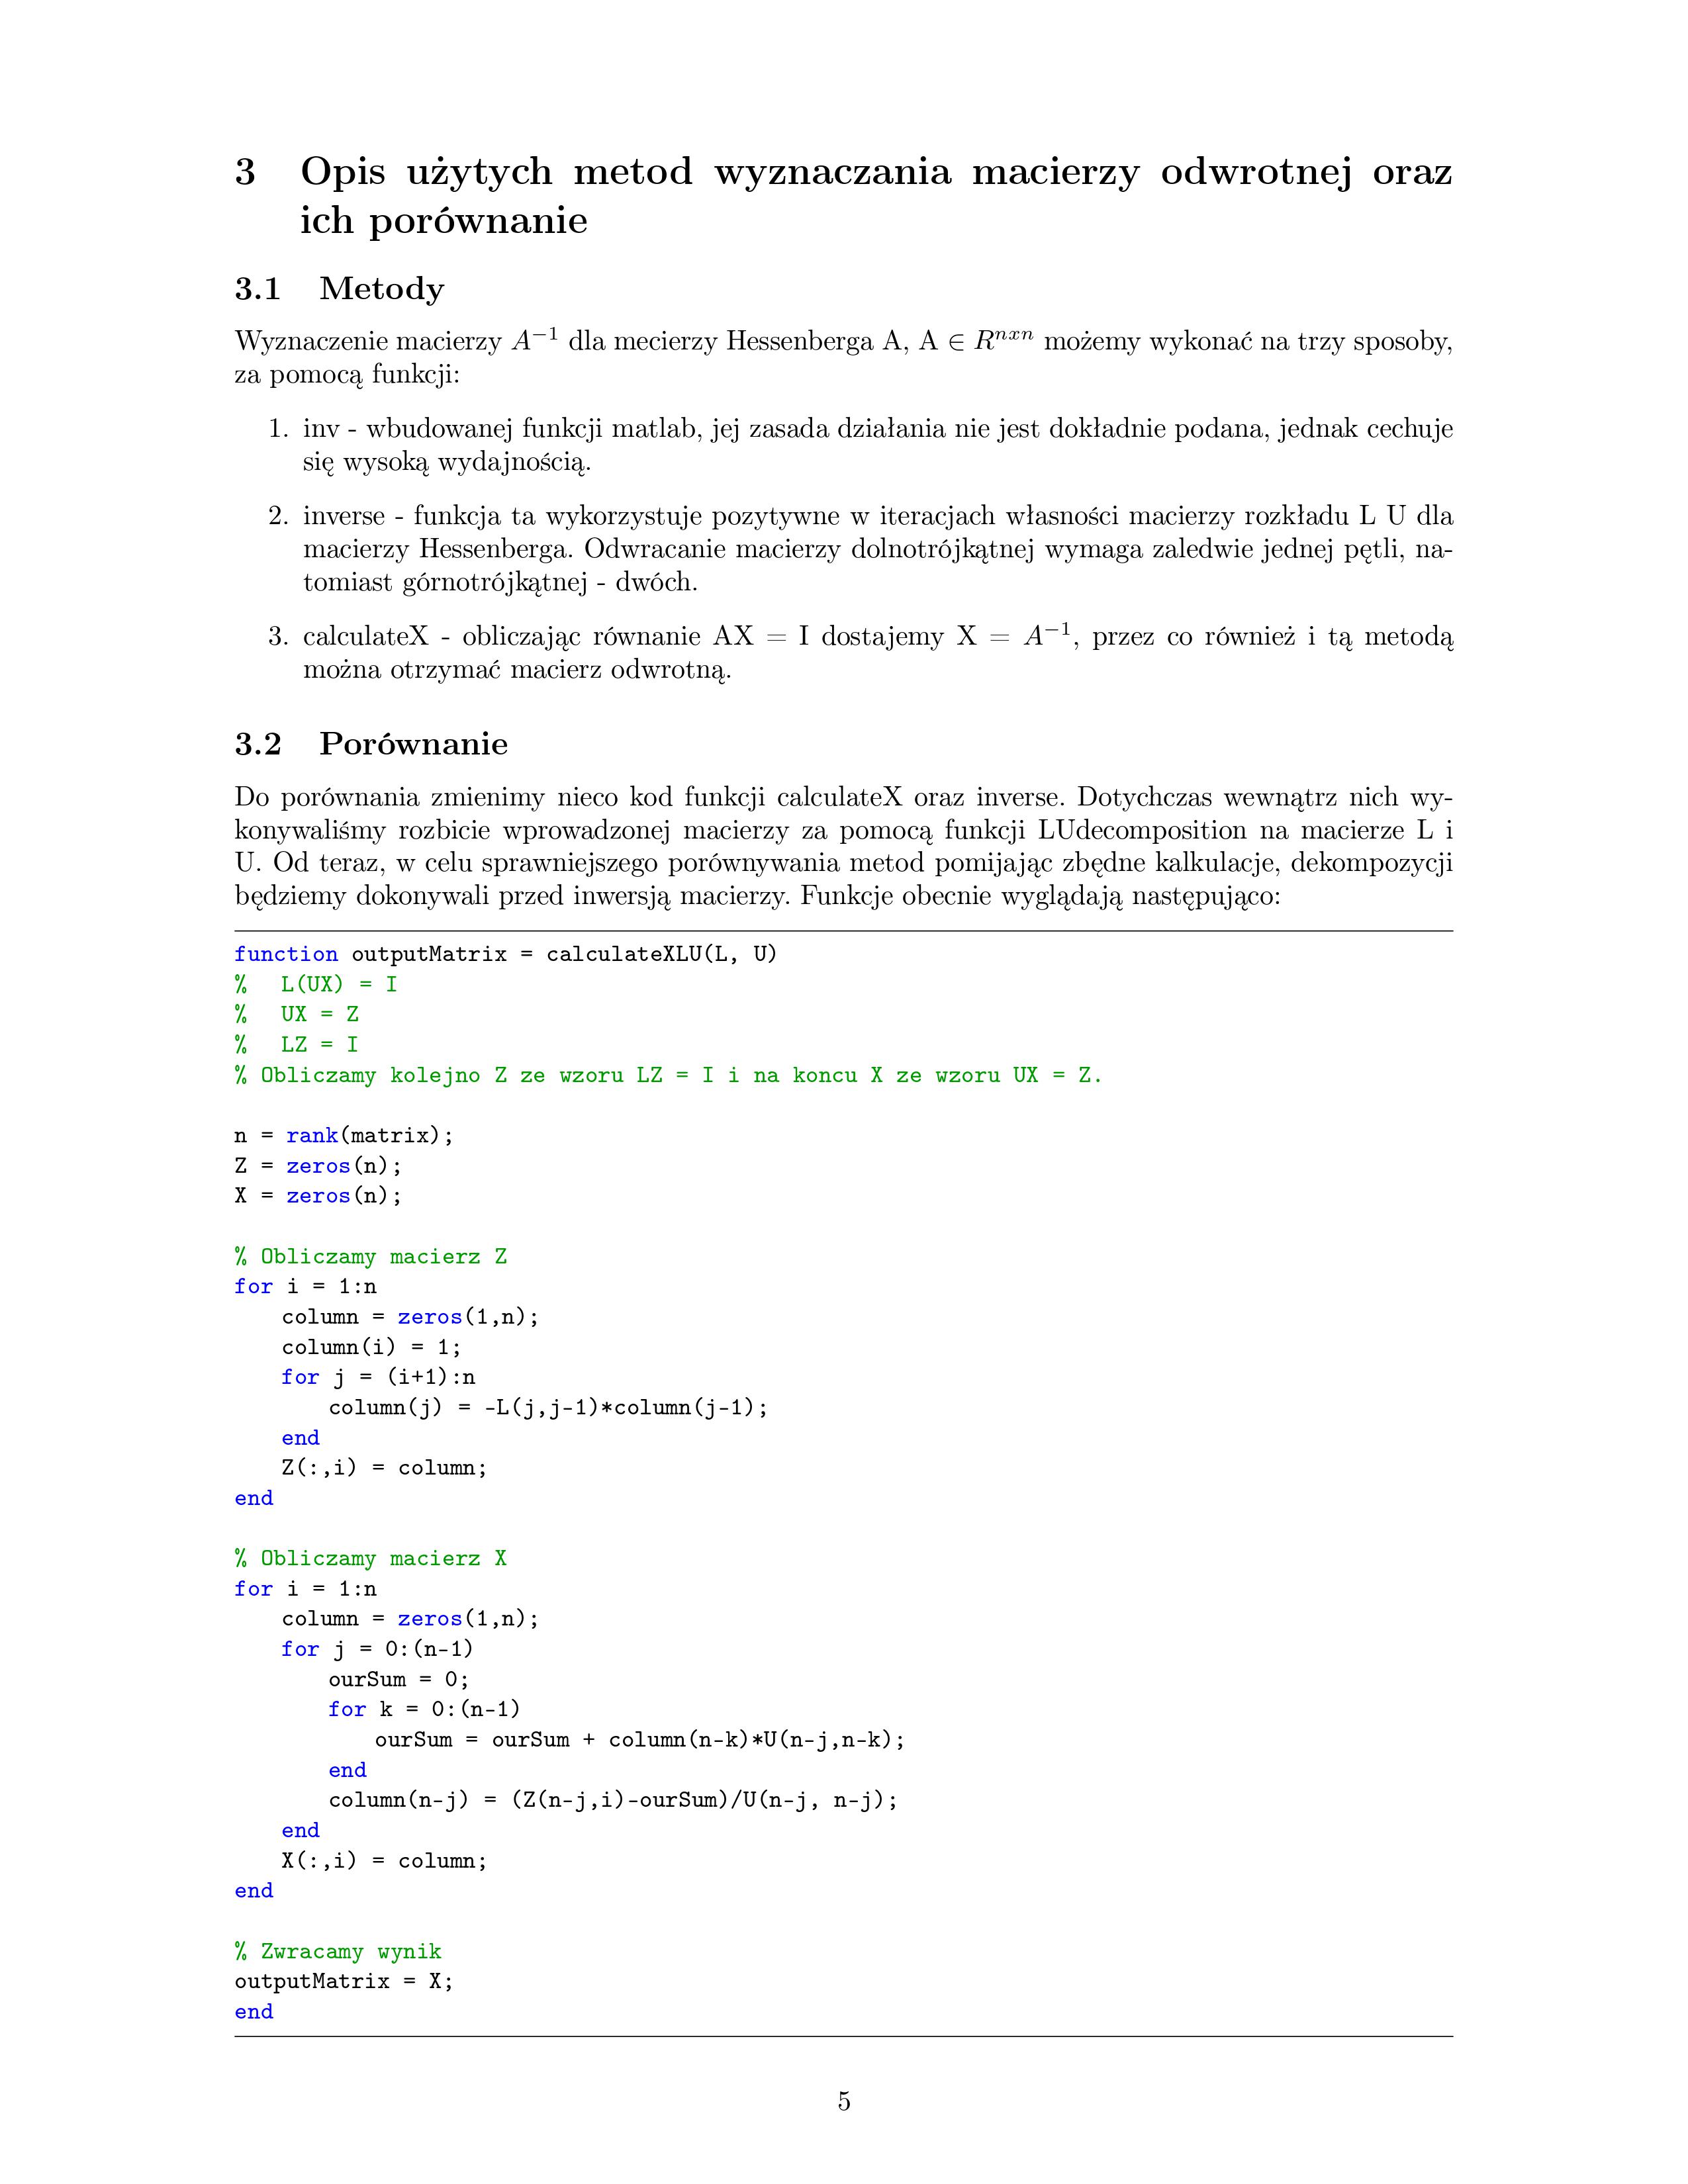 3 Opis użytych metod wyznaczania macierzy odwrotnej oraz
ich porównanie
3.1 Metody
Wyznaczenie macierzy $A^{-1}$ dla mecierzy Hessenberga A, A ∈ $R^{nxn}$ możemy wykonać na trzy sposoby,
za pomocą funkcji:
1. inv - wbudowanej funkcji matlab, jej zasada działania nie jest dokładnie podana, jednak cechuje
się wysoką wydajnością.
2. inverse - funkcja ta wykorzystuje pozytywne w iteracjach własności macierzy rozkładu L U dla
macierzy Hessenberga. Odwracanie macierzy dolnotrójkątnej wymaga zaledwie jednej pętli, na-
tomiast górnotrójkątnej - dwóch.
3. calculateX - obliczając równanie AX = I dostajemy X = $A^{-1}$, przez co również i tą metodą
można otrzymać macierz odwrotną.
3.2 Porównanie
Do porównania zmienimy nieco kod funkcji calculateX oraz inverse. Dotychczas wewnątrz nich wy-
konywaliśmy rozbicie wprowadzonej macierzy za pomocą funkcji LUdecomposition na macierze L i
U. Od teraz, w celu sprawniejszego porównywania metod pomijając zbędne kalkulacje, dekompozycji
będziemy dokonywali przed inwersją macierzy. Funkcje obecnie wyglądają następująco:
function outputMatrix = calculateXLU(L, U)
%   L(UX) = I
%   UX = Z
%   LZ = I
% Obliczamy kolejno Z ze wzoru LZ = I i na koncu X ze wzoru UX = Z.
n = rank(matrix);
Z = zeros(n);
X = zeros(n);
% Obliczamy macierz Z
for i = 1:n
    column = zeros(1,n);
    column(i) = 1;
    for j = (i+1):n
        column(j) = -L(j,j-1)*column(j-1);
    end
    Z(:,i) = column;
end
% Obliczamy macierz X
for i = 1:n
    column = zeros(1,n);
    for j = 0:(n-1)
        ourSum = 0;
        for k = 0:(n-1)
            ourSum = ourSum + column(n-k)*U(n-j,n-k);
        end
        column(n-j) = (Z(n-j,i)-ourSum)/U(n-j, n-j);
    end
    X(:,i) = column;
end
% Zwracamy wynik
outputMatrix = X;
end
5